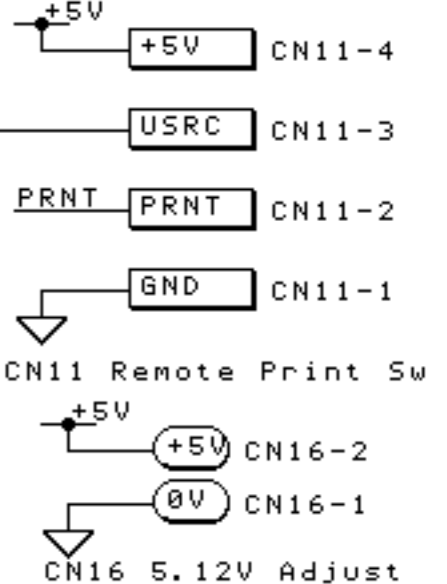 +5V
+5V CN11-4
USRC CN11-3
PRNT PRNT CN11-2
GND CN11-1
CN11 Remote Print Sw
+5V
+5V CN16-2
0V CN16-1
CN16 5.12V Adjust